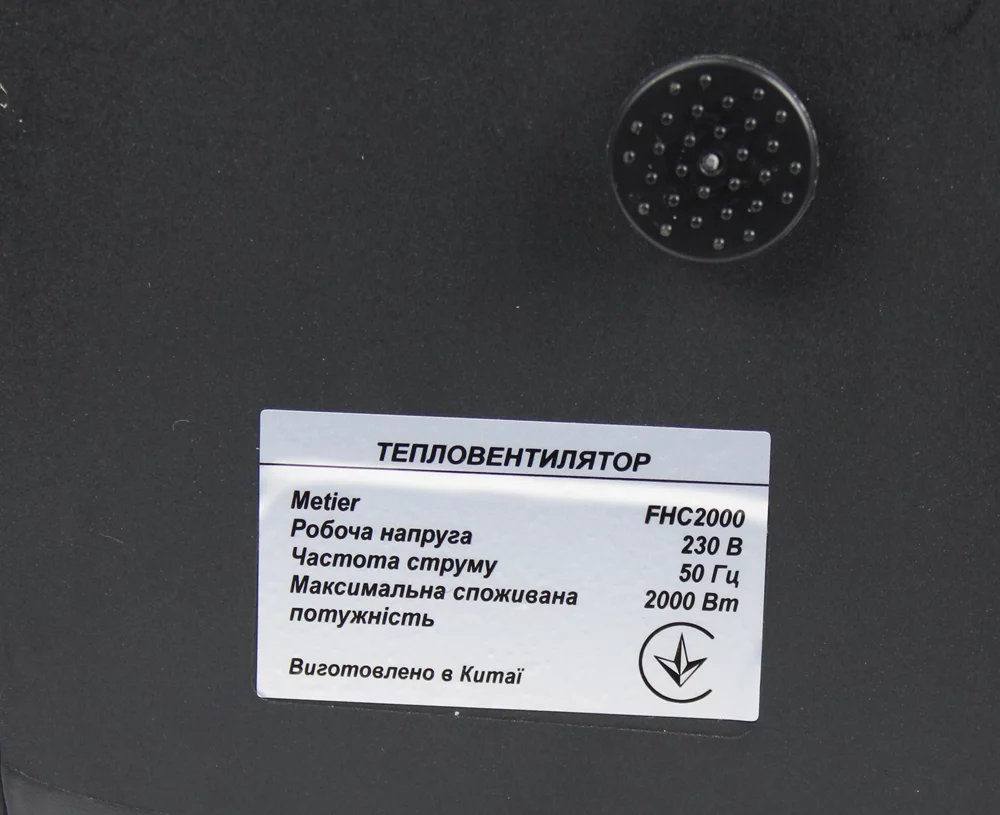 ТЕПЛОВЕНТИЛЯТОР
Metier FHC2000
Робоча напруга 230 В
Частота струму 50 Гц
Максимальна споживана 2000 Вт
потужність
Виготовлено в Китаї